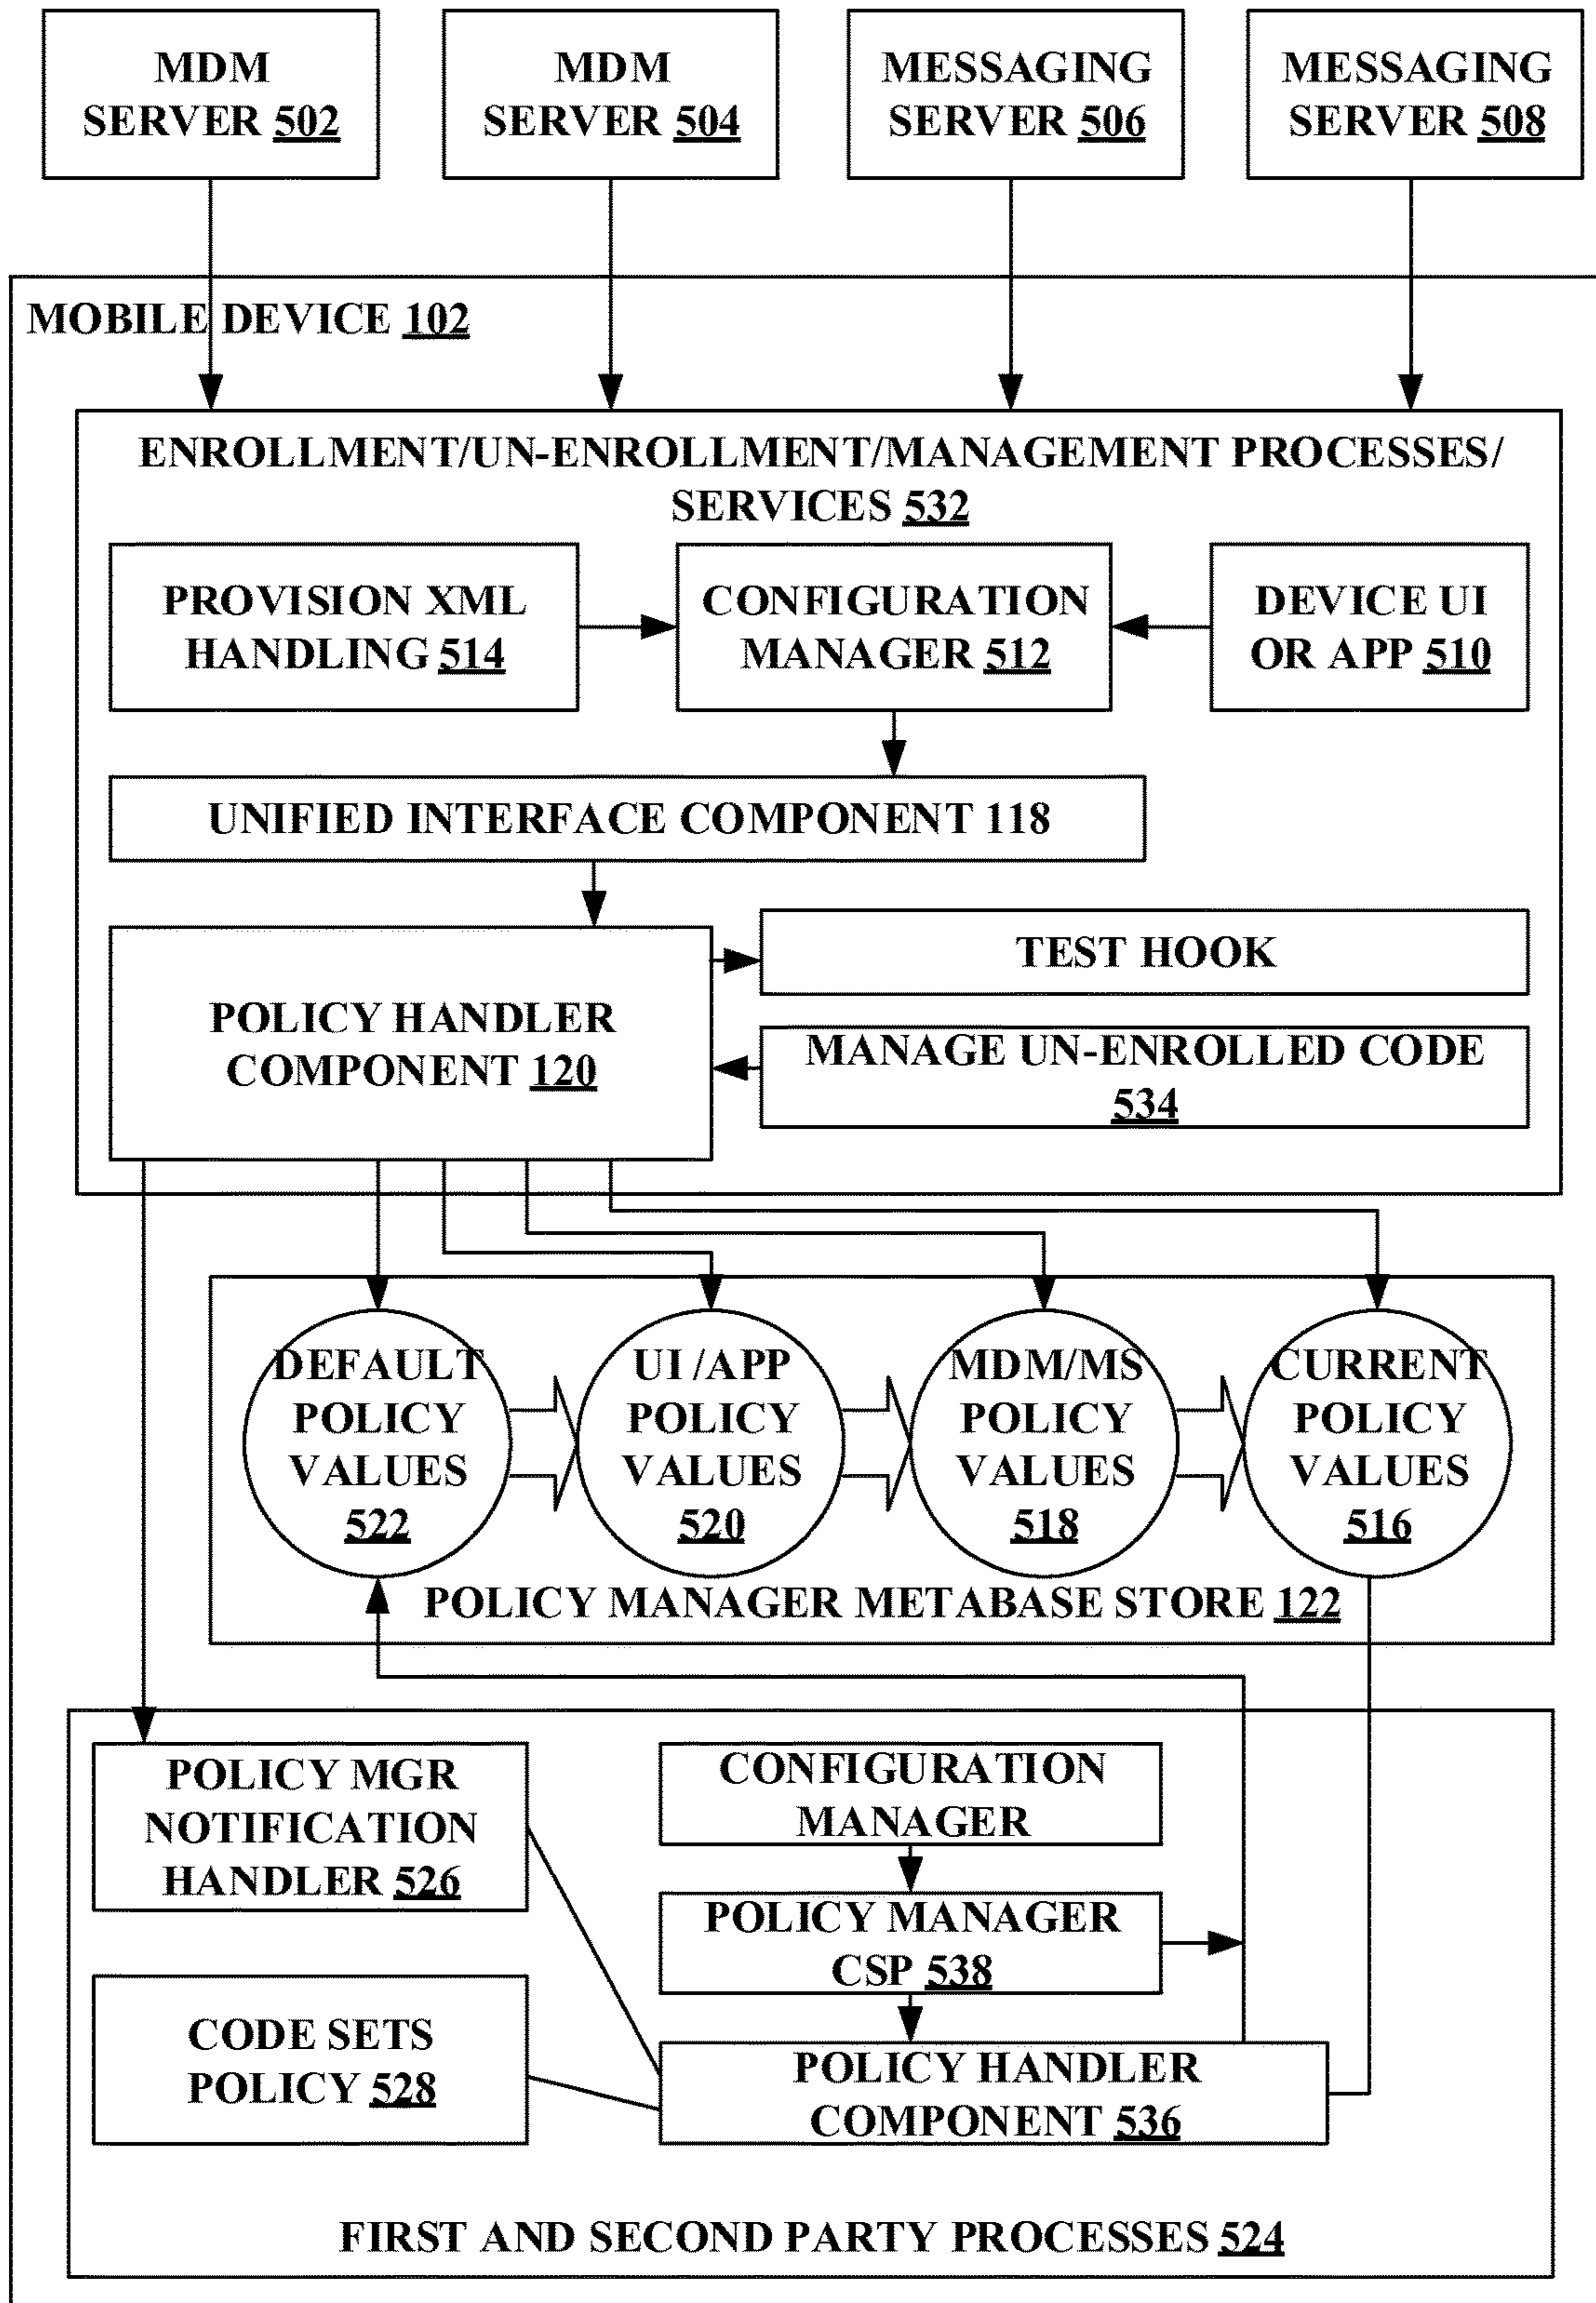 MDM
SERVER 502
MDM
SERVER 504
MESSAGING
SERVER 506
MESSAGING
SERVER 508
MOBILE DEVICE 102
ENROLLMENT/UN-ENROLLMENT/MANAGEMENT PROCESSES/
SERVICES 532
PROVISION XML
HANDLING 514
CONFIGURATION
MANAGER 512
DEVICE UI
OR APP 510
UNIFIED INTERFACE COMPONENT 118
POLICY HANDLER
COMPONENT 120
TEST HOOK
MANAGE UN-ENROLLED CODE
534
DEFAULT
POLICY
VALUES
522
UI /APP
POLICY
VALUES
520
MDM/MS
POLICY
VALUES
518
CURRENT
POLICY
VALUES
516
POLICY MANAGER METABASE STORE 122
POLICY MGR
NOTIFICATION
HANDLER 526
CONFIGURATION
MANAGER
POLICY MANAGER
CSP 538
CODE SETS
POLICY 528
POLICY HANDLER
COMPONENT 536
FIRST AND SECOND PARTY PROCESSES 524